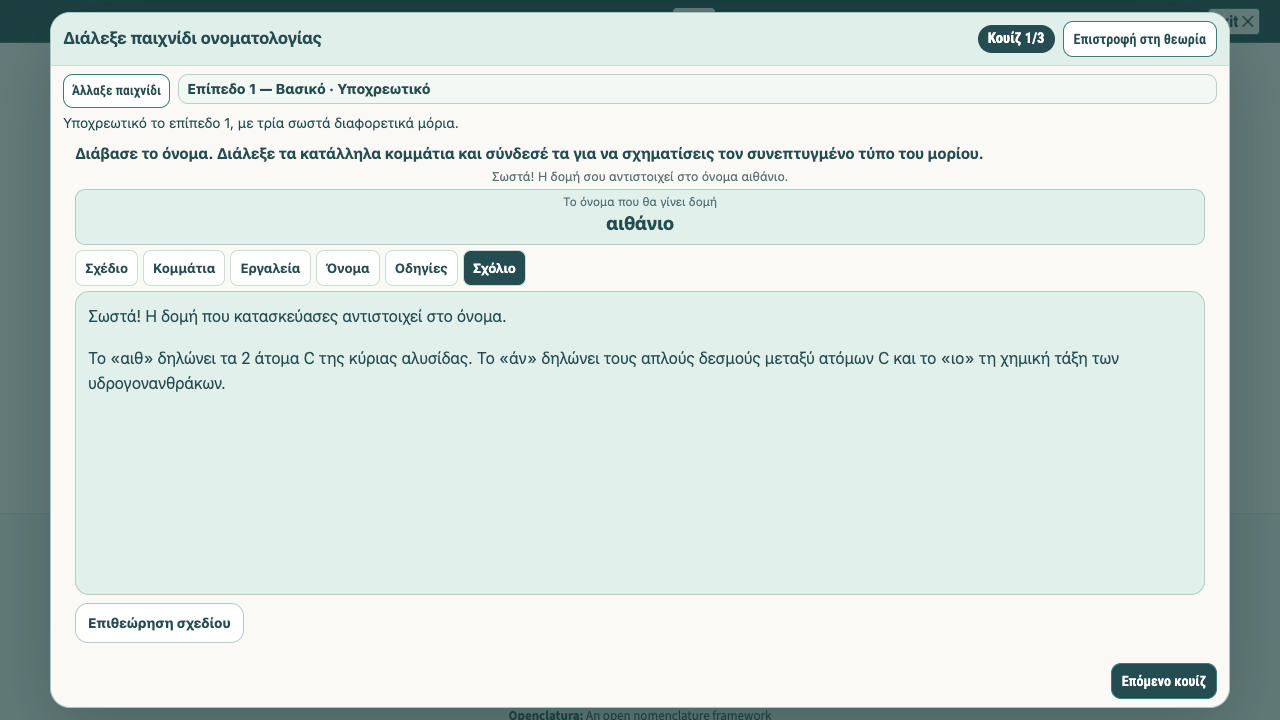 Διάλεξε παιχνίδι ονοματολογίας
Κουίζ 1/3
Επιστροφή στη θεωρία
Άλλαξε παιχνίδι
Επίπεδο 1 — Βασικό · Υποχρεωτικό
Υποχρεωτικό το επίπεδο 1, με τρία σωστά διαφορετικά μόρια.
Διάβασε το όνομα. Διάλεξε τα κατάλληλα κομμάτια και σύνδεσέ τα για να σχηματίσεις τον συνεπτυγμένο τύπο του μορίου.
Σωστά! Η δομή σου αντιστοιχεί στο όνομα αιθάνιο.
Το όνομα που θα γίνει δομή
αιθάνιο
Σχέδιο
Κομμάτια
Εργαλεία
Όνομα
Οδηγίες
Σχόλιο
Σωστά! Η δομή που κατασκεύασες αντιστοιχεί στο όνομα.
Το «αιθ» δηλώνει τα 2 άτομα C της κύριας αλυσίδας. Το «άν» δηλώνει τους απλούς δεσμούς μεταξύ ατόμων C και το «ιο» τη χημική τάξη των
υδρογονανθράκων.
Επιθεώρηση σχεδίου
Επόμενο κουίζ
Openclatura: An open nomenclature framework